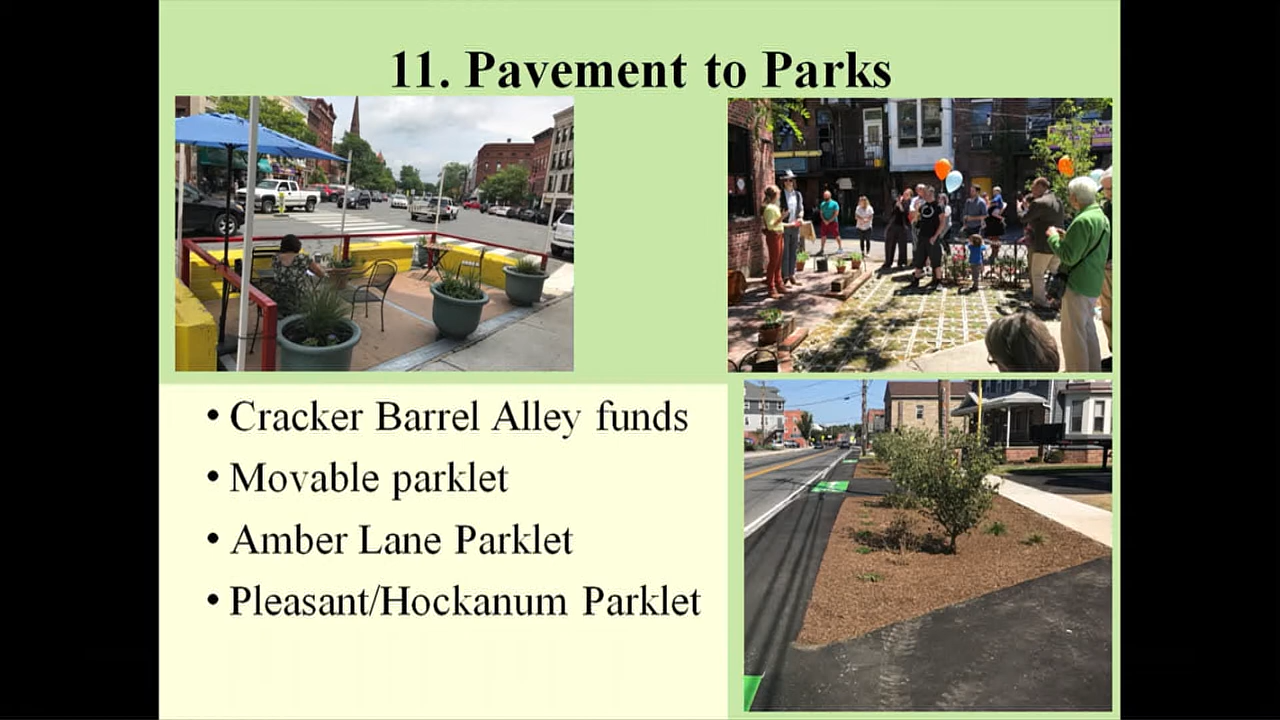 11. Pavement to Parks
• Cracker Barrel Alley funds
• Movable parklet
• Amber Lane Parklet
• Pleasant/Hockanum Parklet